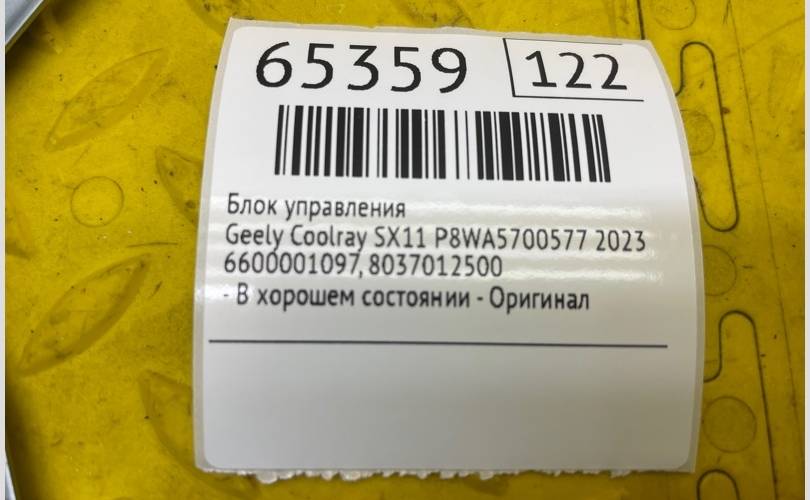 65359 122
Блок управления
Geely Coolray SX11 P8WA5700577 2023
6600001097, 8037012500
- В хорошем состоянии - Оригинал